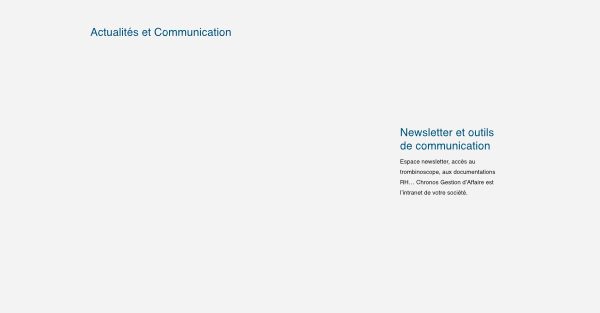 Actualités et Communication
Newsletter et outils
de communication
Espace newsletter, accès au
trombinoscope, aux documentations
RH… Chronos Gestion d'Affaire est
l'intranet de votre société.